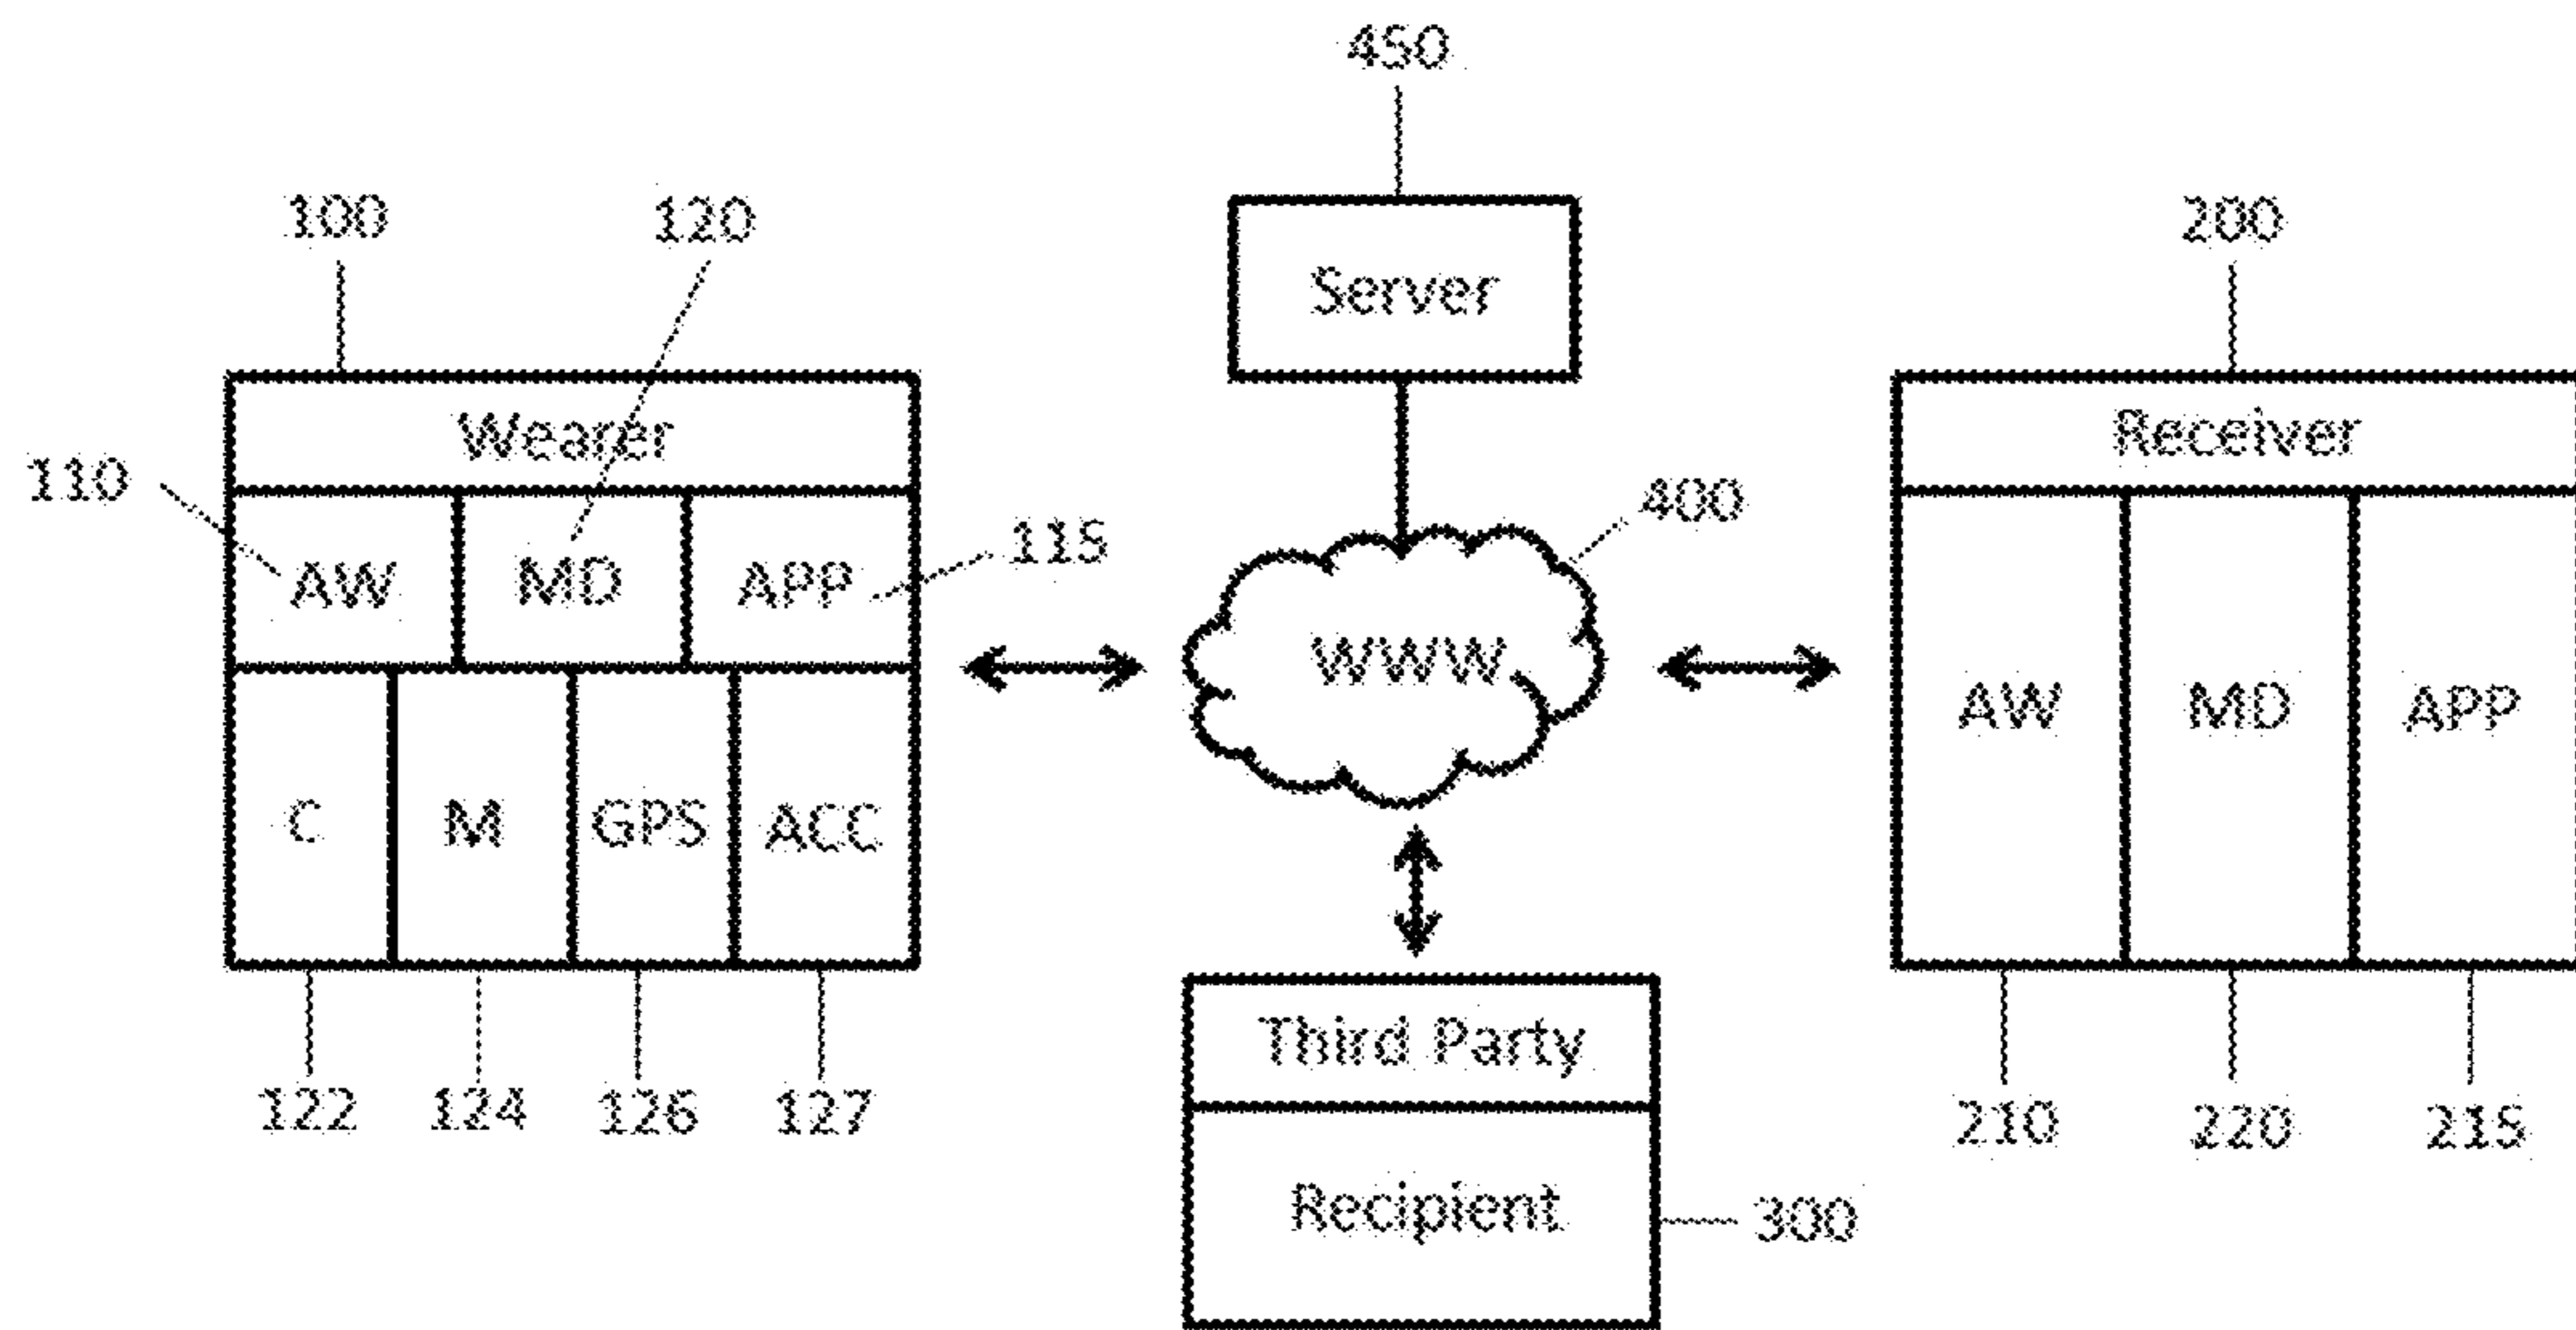 450
100
120
200
Server
Wearer
Receiver
110
400
115
AW
MD
APP
WWW
AW
MD
APP
C
M
GPS
ACC
Third Party
122
124
126
127
210
220
215
Recipient
300